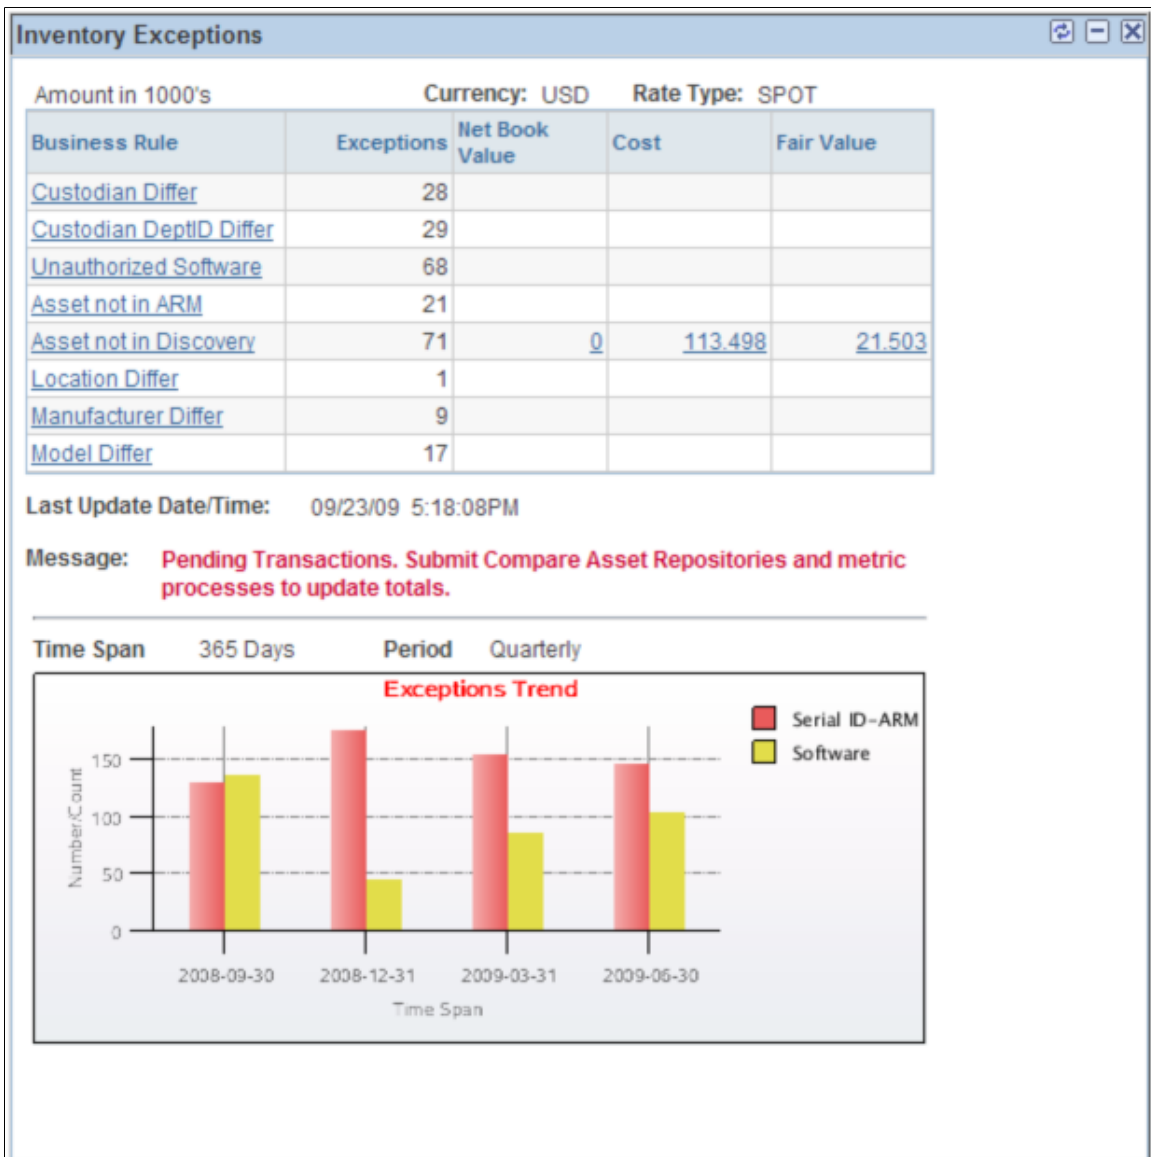 Inventory Exceptions
Amount in 1000's Currency: USD Rate Type: SPOT
Business Rule Exceptions Net Book Value Cost Fair Value
Custodian Differ 28
Custodian DeptID Differ 29
Unauthorized Software 68
Asset not in ARM 21
Asset not in Discovery 71 0 113.498 21.503
Location Differ 1
Manufacturer Differ 9
Model Differ 17
Last Update Date/Time: 09/23/09 5:18:08PM
Message: Pending Transactions. Submit Compare Asset Repositories and metric
processes to update totals.
Time Span 365 Days Period Quarterly
Exceptions Trend
Serial ID-ARM
Software
Number/Count
150
100
50
0
2008-09-30 2008-12-31 2009-03-31 2009-06-30
Time Span